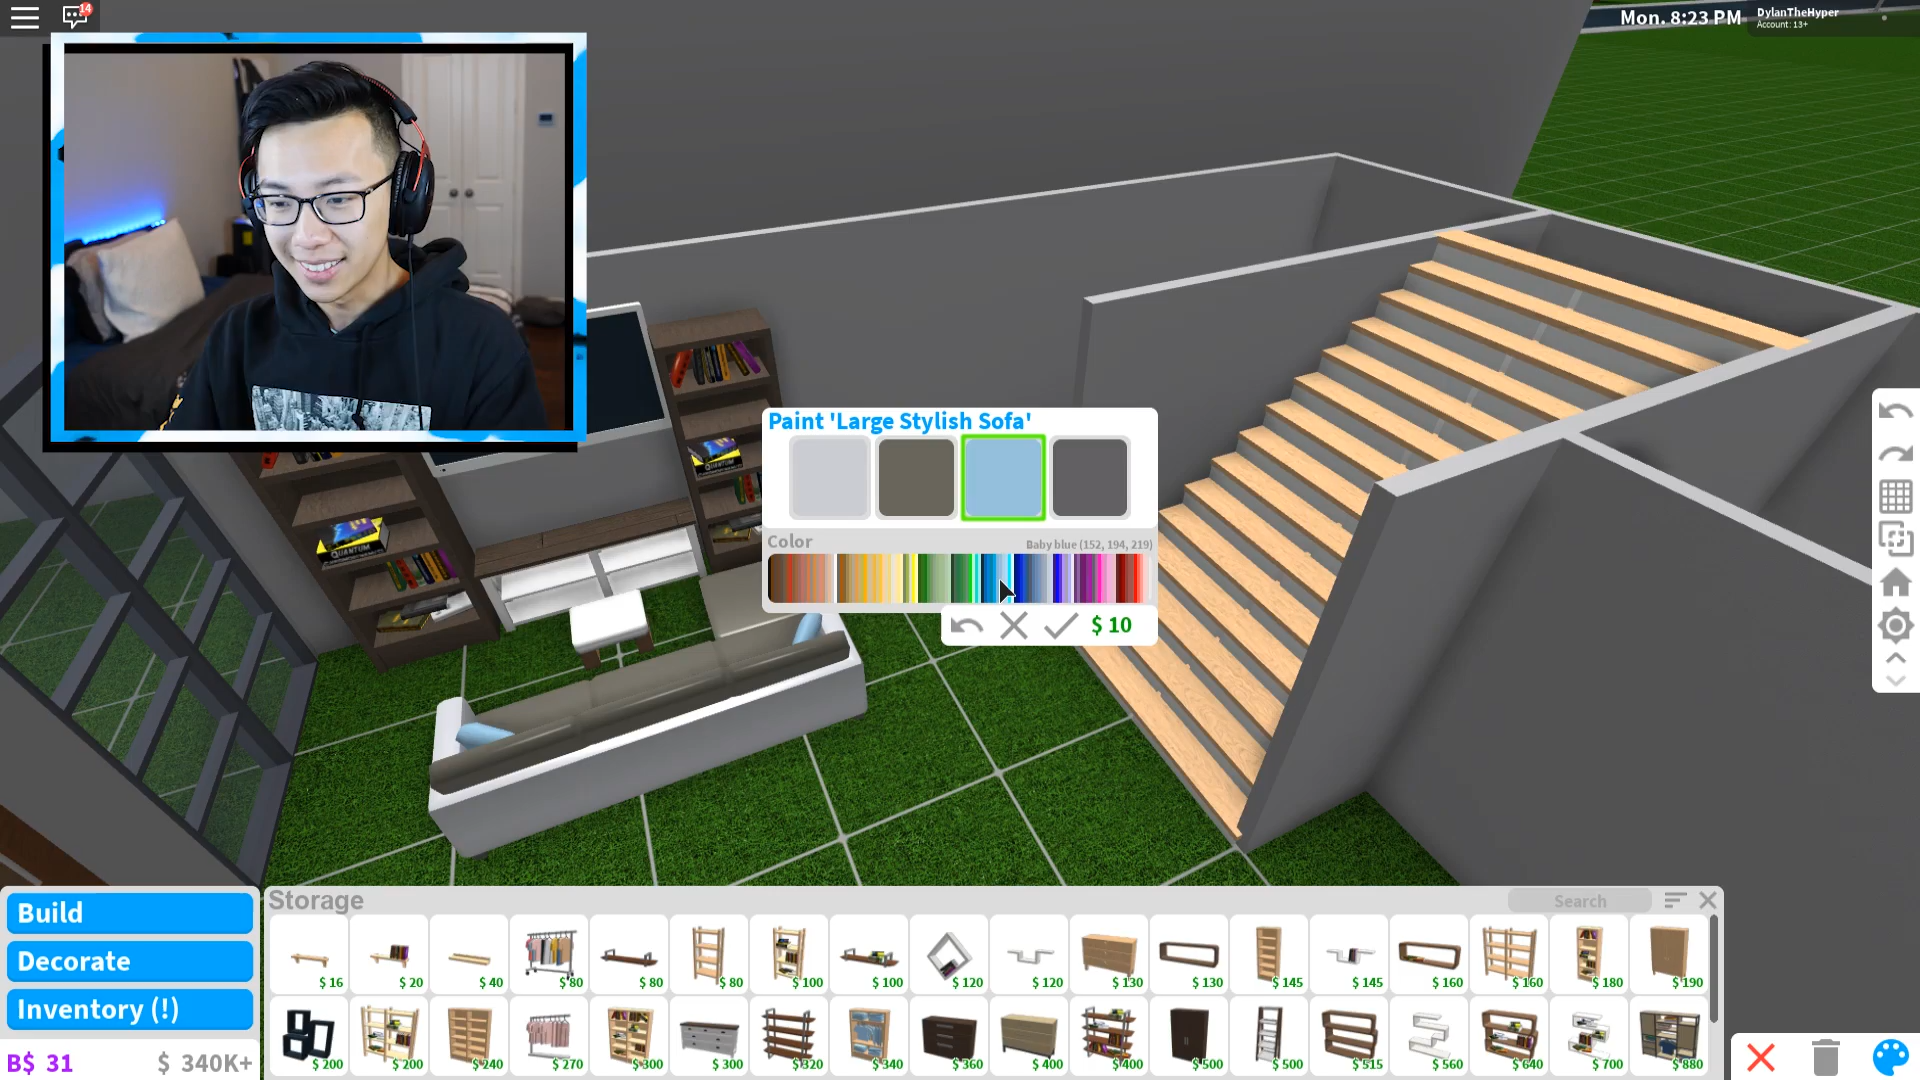 14
Mon. 8:23 PM
DylanTheHyper
Account: 13+
Paint 'Large Stylish Sofa'
Color
Baby blue (152, 194, 219)
$ 10
QUANTUM
QUANTUM
Build
Decorate
Inventory (!)
B$ 31
$ 340K+
Storage
Search
$ 16
$ 20
$ 40
$ 80
$ 80
$ 80
$ 100
$ 100
$ 120
$ 120
$ 130
$ 130
$ 145
$ 145
$ 160
$ 160
$ 180
$ 190
$ 200
$ 200
$ 240
$ 270
$ 300
$ 300
$ 320
$ 340
$ 360
$ 400
$ 400
$ 500
$ 500
$ 515
$ 560
$ 640
$ 700
$ 880